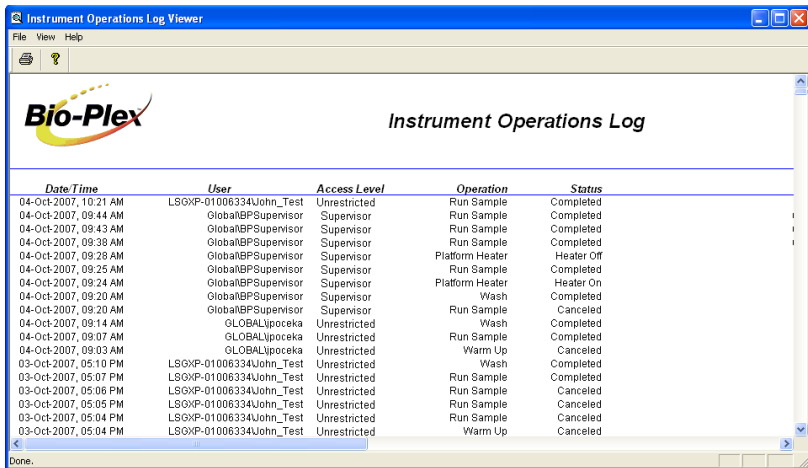 Instrument Operations Log Viewer
File View Help
Bio-Plex
Instrument Operations Log
Date/Time User Access Level Operation Status
04-Oct-2007, 10:21 AM LSGXP-01006334\John_Test Unrestricted Run Sample Completed
04-Oct-2007, 09:44 AM Global\BPSupervisor Supervisor Run Sample Completed
04-Oct-2007, 09:43 AM Global\BPSupervisor Supervisor Run Sample Completed
04-Oct-2007, 09:38 AM Global\BPSupervisor Supervisor Run Sample Completed
04-Oct-2007, 09:28 AM Global\BPSupervisor Supervisor Platform Heater Heater Off
04-Oct-2007, 09:25 AM Global\BPSupervisor Supervisor Run Sample Completed
04-Oct-2007, 09:24 AM Global\BPSupervisor Supervisor Platform Heater Heater On
04-Oct-2007, 09:20 AM Global\BPSupervisor Supervisor Wash Completed
04-Oct-2007, 09:20 AM Global\BPSupervisor Supervisor Run Sample Canceled
04-Oct-2007, 09:14 AM GLOBAL\jpoceka Unrestricted Wash Completed
04-Oct-2007, 09:07 AM GLOBAL\jpoceka Unrestricted Run Sample Completed
04-Oct-2007, 09:03 AM GLOBAL\jpoceka Unrestricted Warm Up Canceled
03-Oct-2007, 05:10 PM LSGXP-01006334\John_Test Unrestricted Wash Completed
03-Oct-2007, 05:07 PM LSGXP-01006334\John_Test Unrestricted Run Sample Completed
03-Oct-2007, 05:06 PM LSGXP-01006334\John_Test Unrestricted Run Sample Canceled
03-Oct-2007, 05:05 PM LSGXP-01006334\John_Test Unrestricted Run Sample Canceled
03-Oct-2007, 05:04 PM LSGXP-01006334\John_Test Unrestricted Run Sample Canceled
03-Oct-2007, 05:04 PM LSGXP-01006334\John_Test Unrestricted Warm Up Canceled
Done.